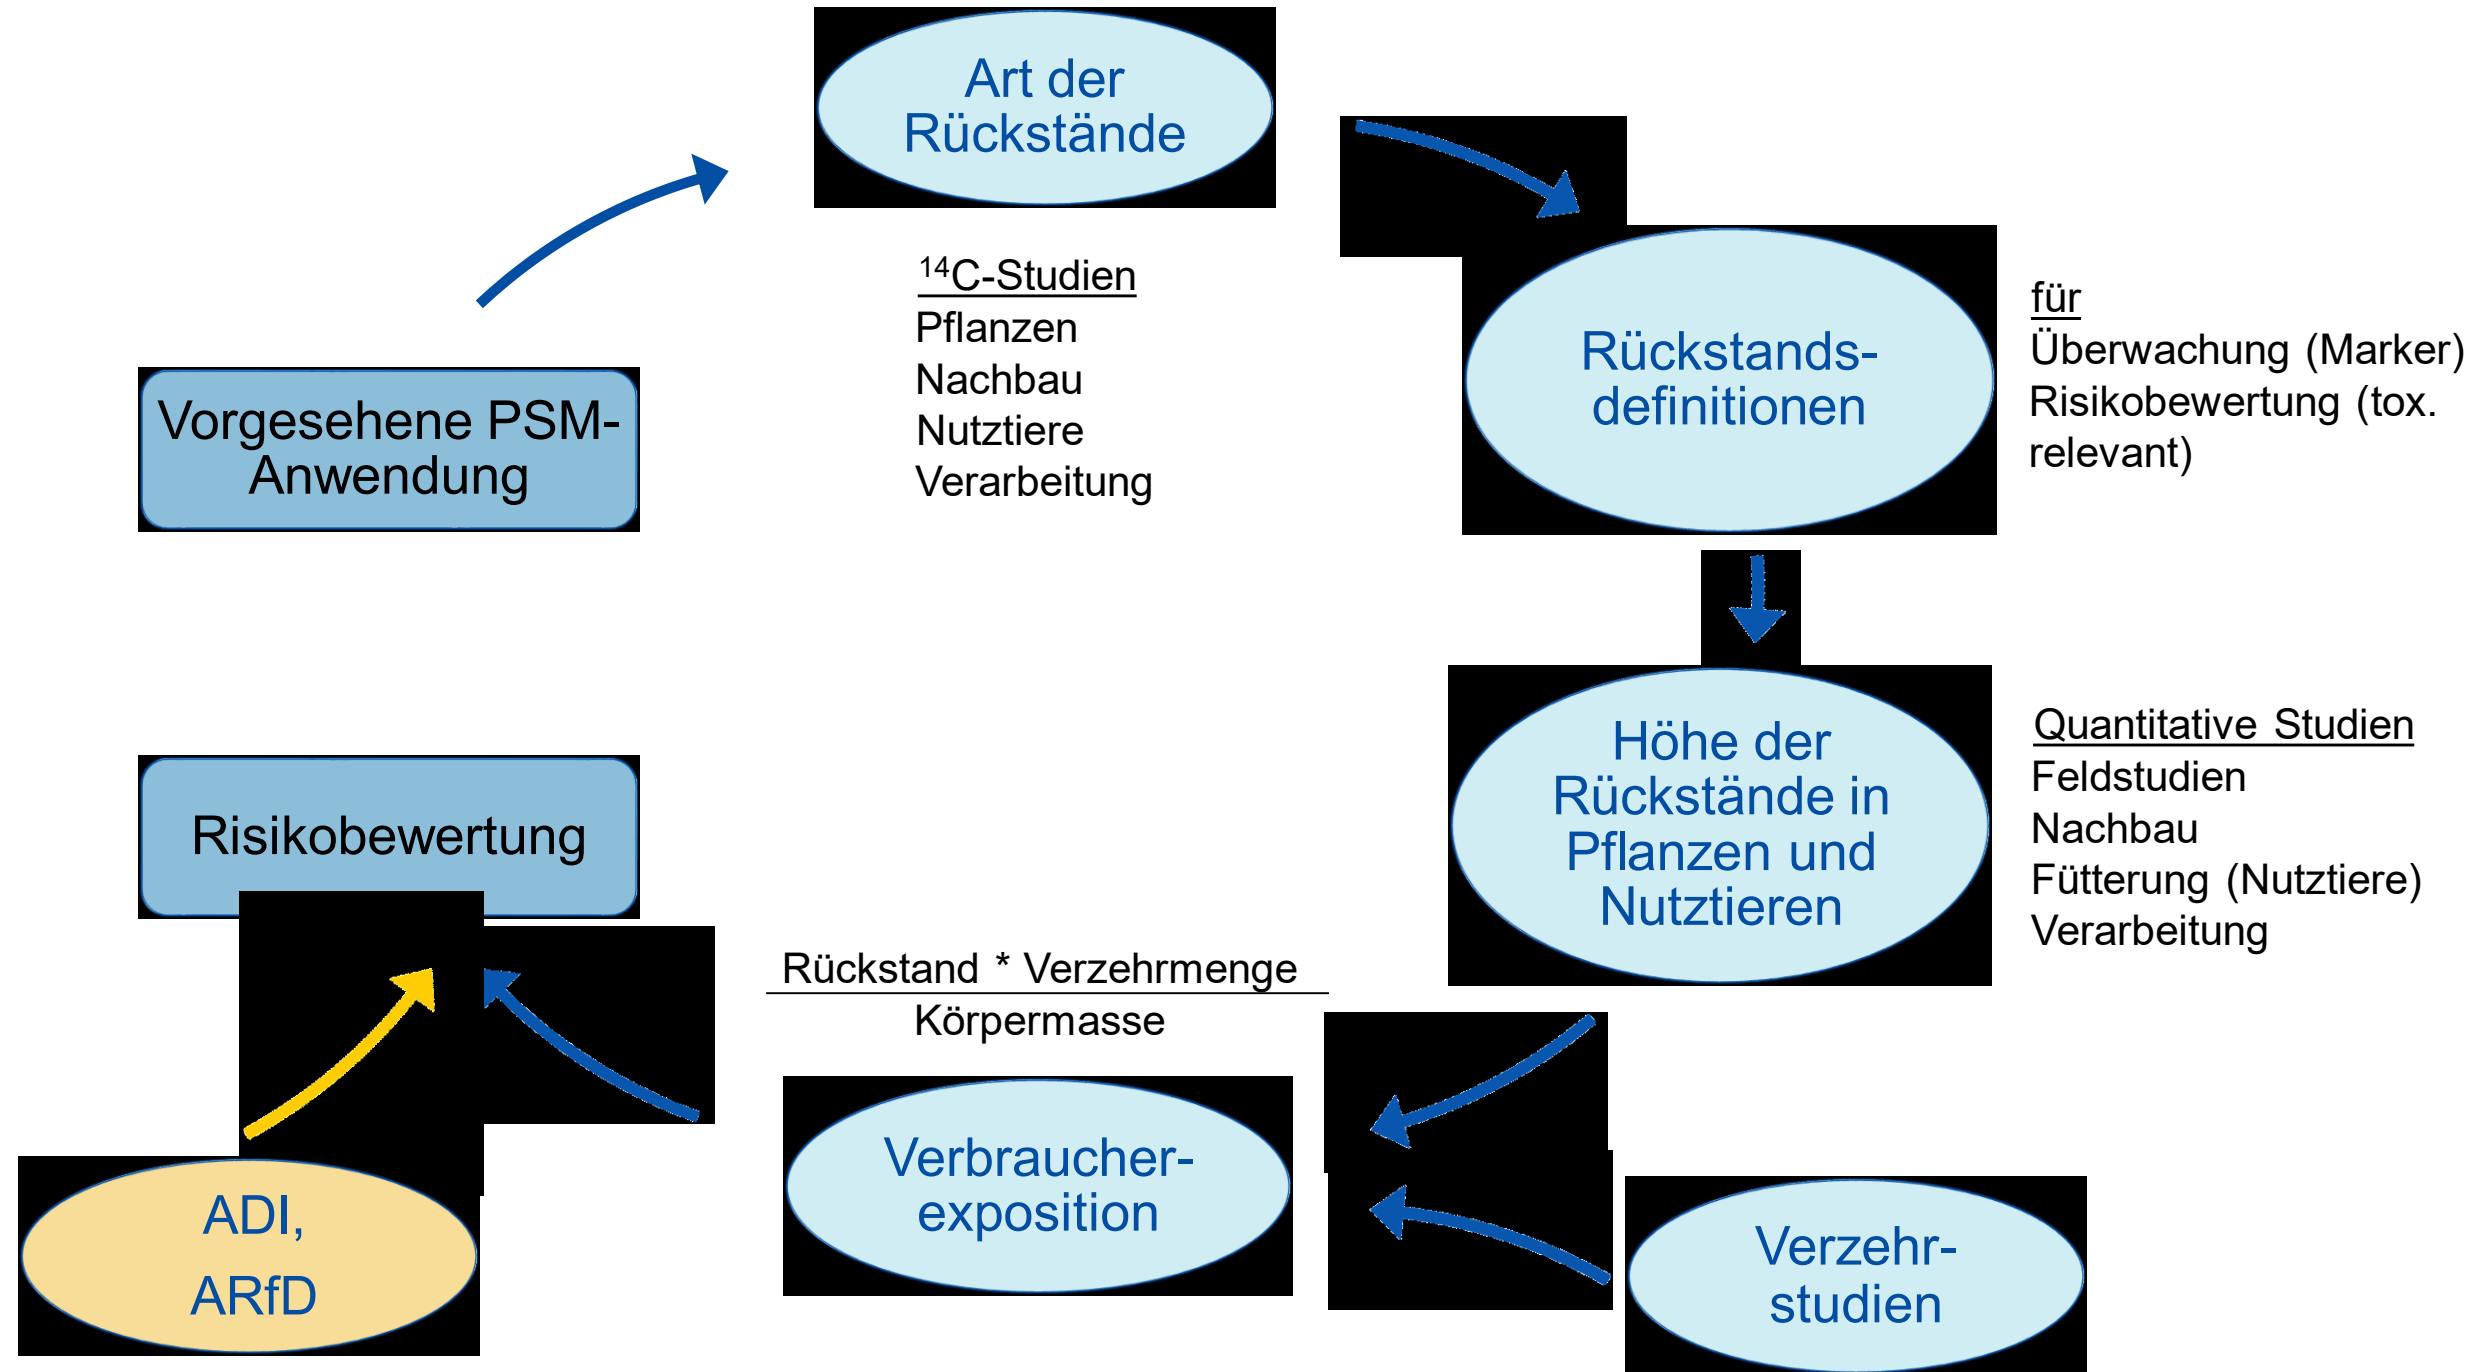 Art der
Rückstände
¹⁴C-Studien
Pflanzen
Nachbau
Nutztiere
Verarbeitung
Vorgesehene PSM-
Anwendung
Rückstands-
definitionen
für
Überwachung (Marker)
Risikobewertung (tox.
relevant)
Höhe der
Rückstände in
Pflanzen und
Nutztieren
Quantitative Studien
Feldstudien
Nachbau
Fütterung (Nutztiere)
Verarbeitung
Risikobewertung
Rückstand * Verzehrmenge
Körpermasse
Verbraucher-
exposition
Verzehr-
studien
ADI,
ARfD